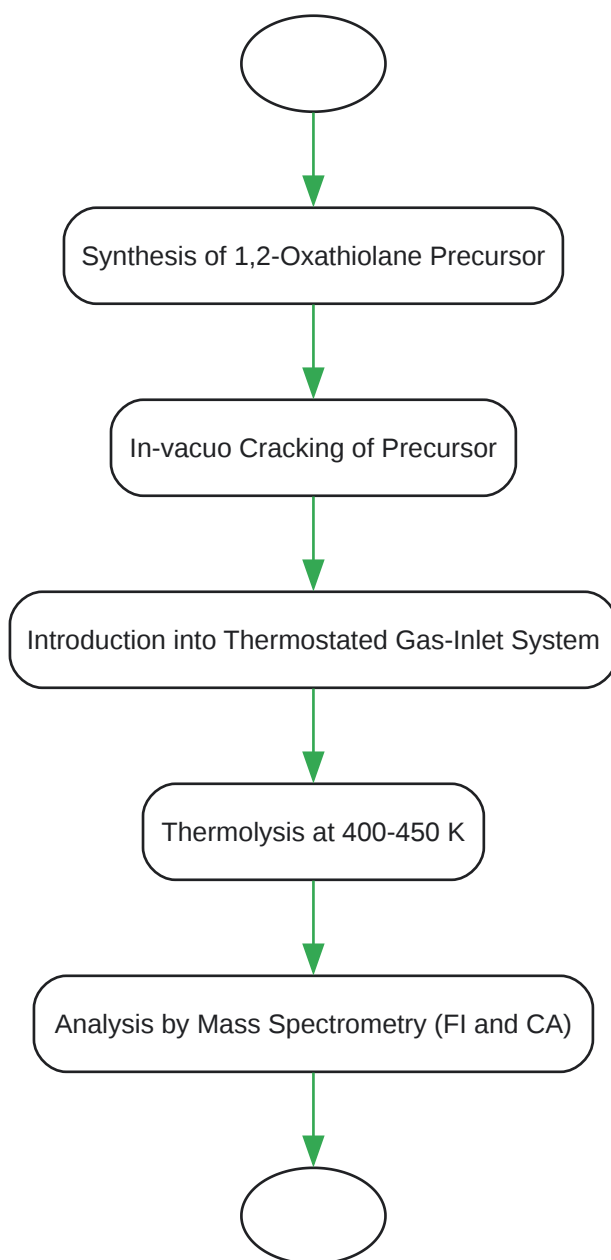 Synthesis of 1,2-Oxathiolane Precursor
In-vacuo Cracking of Precursor
Introduction into Thermostated Gas-Inlet System
Thermolysis at 400-450 K
Analysis by Mass Spectrometry (FI and CA)